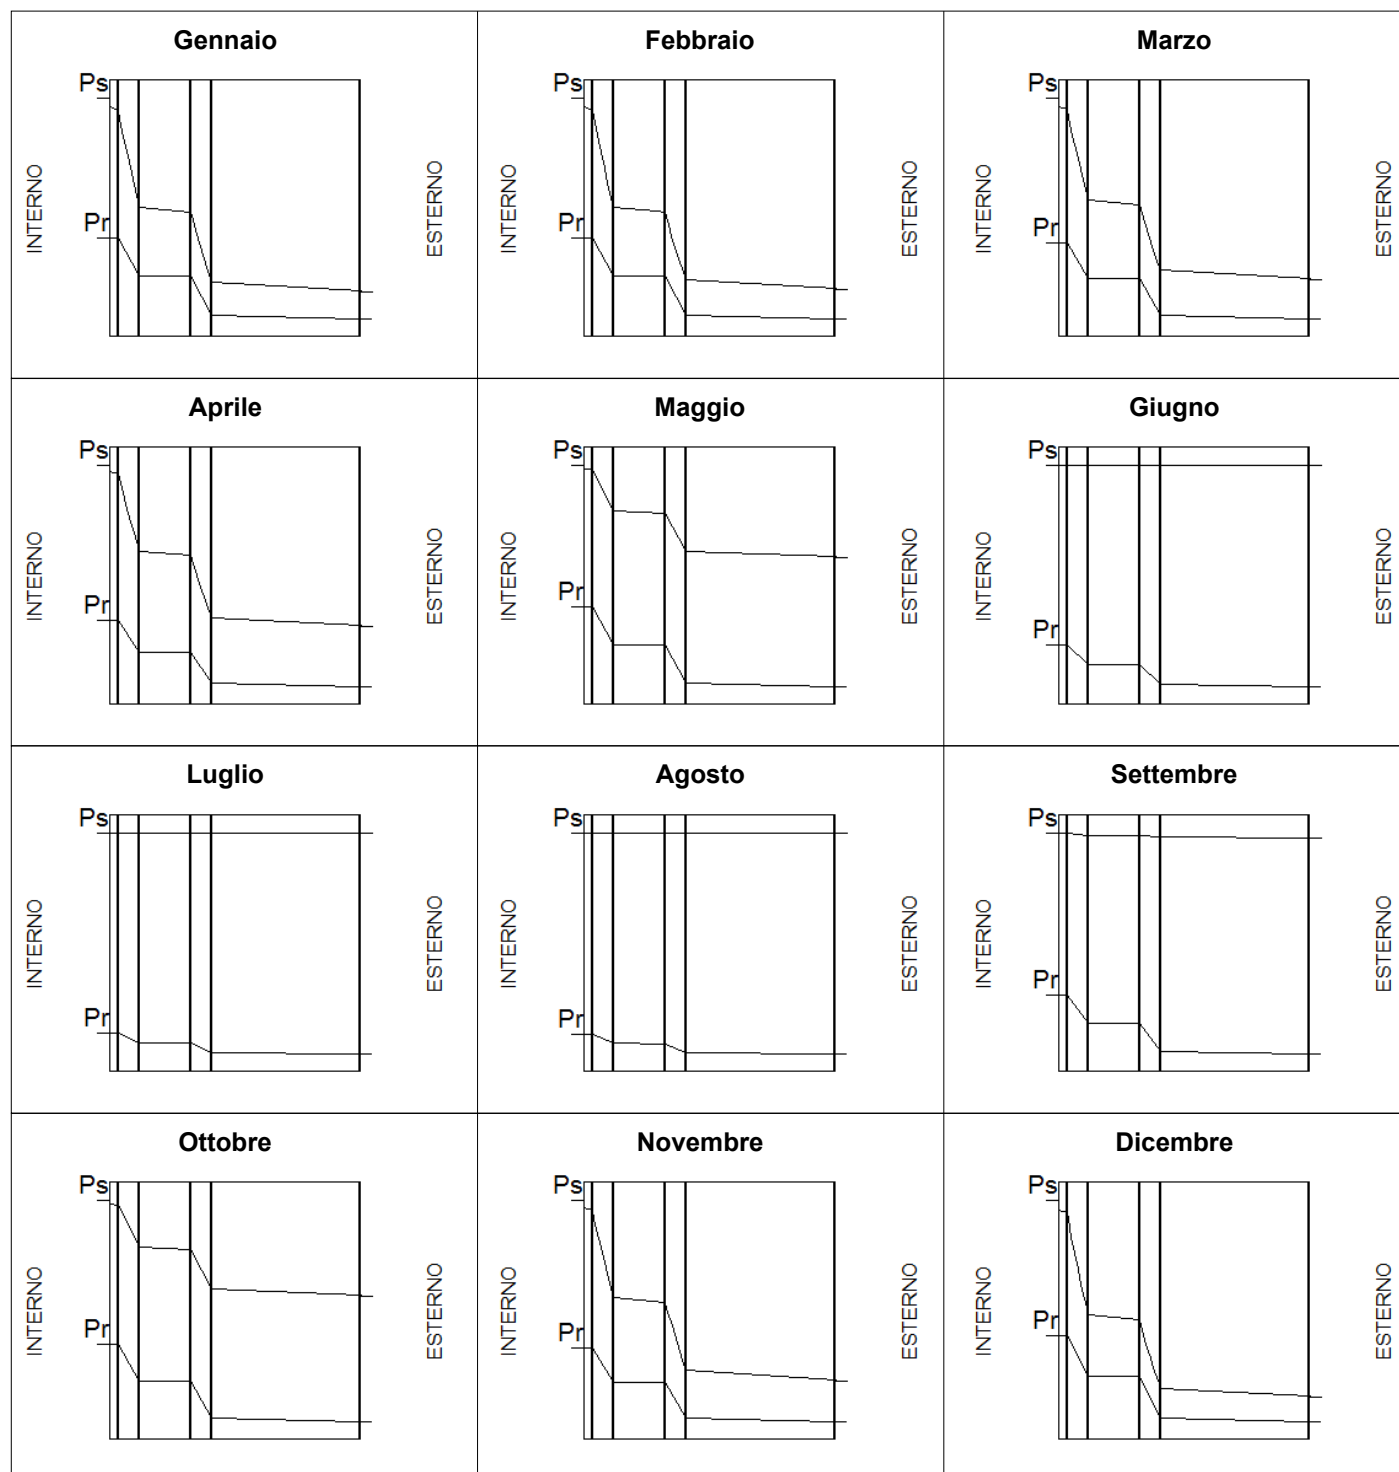 Gennaio
Febbraio
Marzo
Ps
Pr
INTERNO
ESTERNO
Ps
Pr
INTERNO
ESTERNO
Ps
Pr
INTERNO
ESTERNO
Aprile
Maggio
Giugno
Ps
Pr
INTERNO
ESTERNO
Ps
Pr
INTERNO
ESTERNO
Ps
Pr
INTERNO
ESTERNO
Luglio
Agosto
Settembre
Ps
Pr
INTERNO
ESTERNO
Ps
Pr
INTERNO
ESTERNO
Ps
Pr
INTERNO
ESTERNO
Ottobre
Novembre
Dicembre
Ps
Pr
INTERNO
ESTERNO
Ps
Pr
INTERNO
ESTERNO
Ps
Pr
INTERNO
ESTERNO